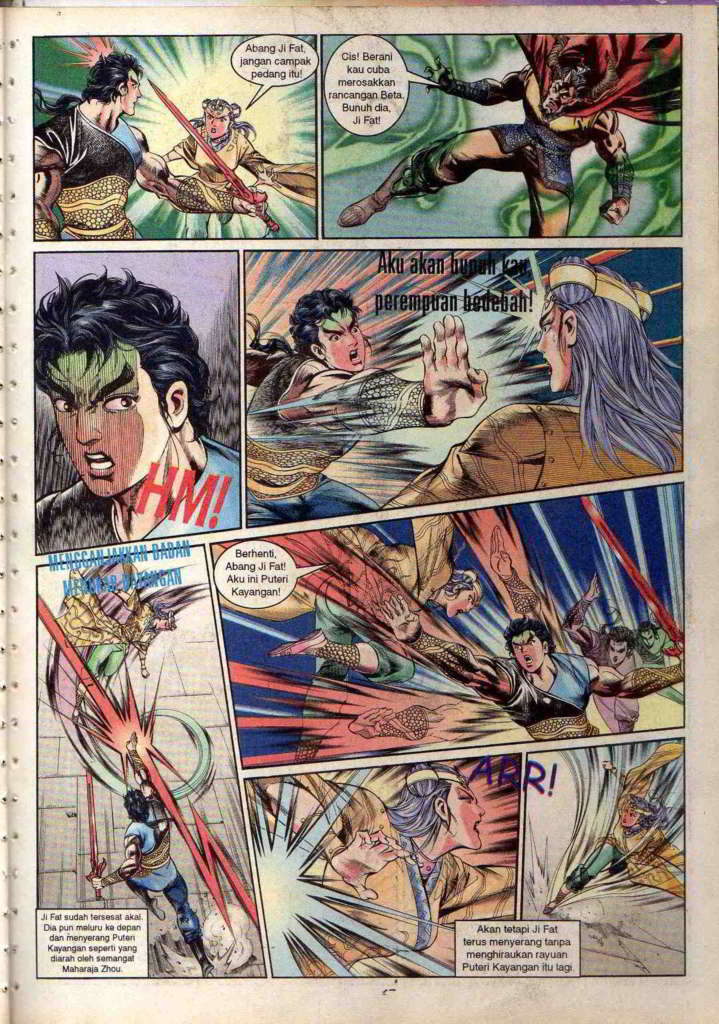 Abang Ji Fat,
jangan campak
pedang itu!
Cis! Berani
kau cuba
merosakkan
rancangan Beta.
Bunuh dia,
Ji Fat!
HM!
Aku akan bunuh kau
perempuan bedebah!
MENGGANJAKKAN BADAN
MEMUKAU KAYANGAN
Berhenti,
Abang Ji Fat!
Aku ini Puteri
Kayangan!
Ji Fat sudah tersesat akal.
Dia pun meluru ke depan
dan menyerang Puteri
Kayangan seperti yang
diarah oleh semangat
Maharaja Zhou.
ARR!
Akan tetapi Ji Fat
terus menyerang tanpa
menghiraukan rayuan
Puteri Kayangan itu lagi.